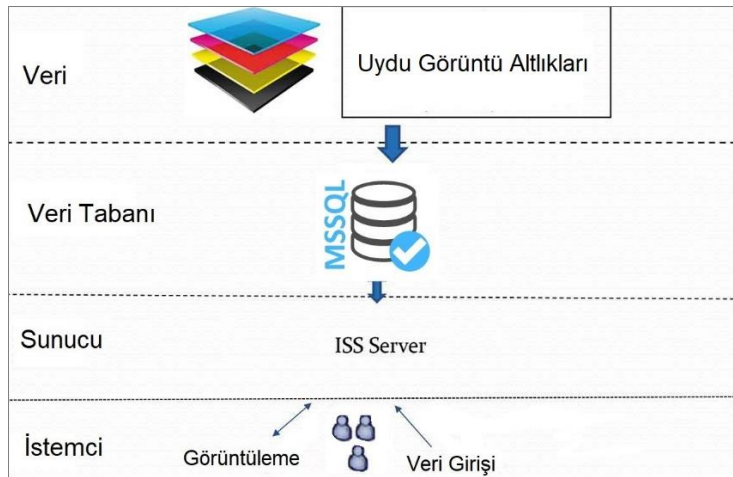 Veri
Uydu Görüntü Altlıkları
Veri Tabanı
MSSQL
Sunucu
ISS Server
İstemci
Görüntüleme
Veri Girişi